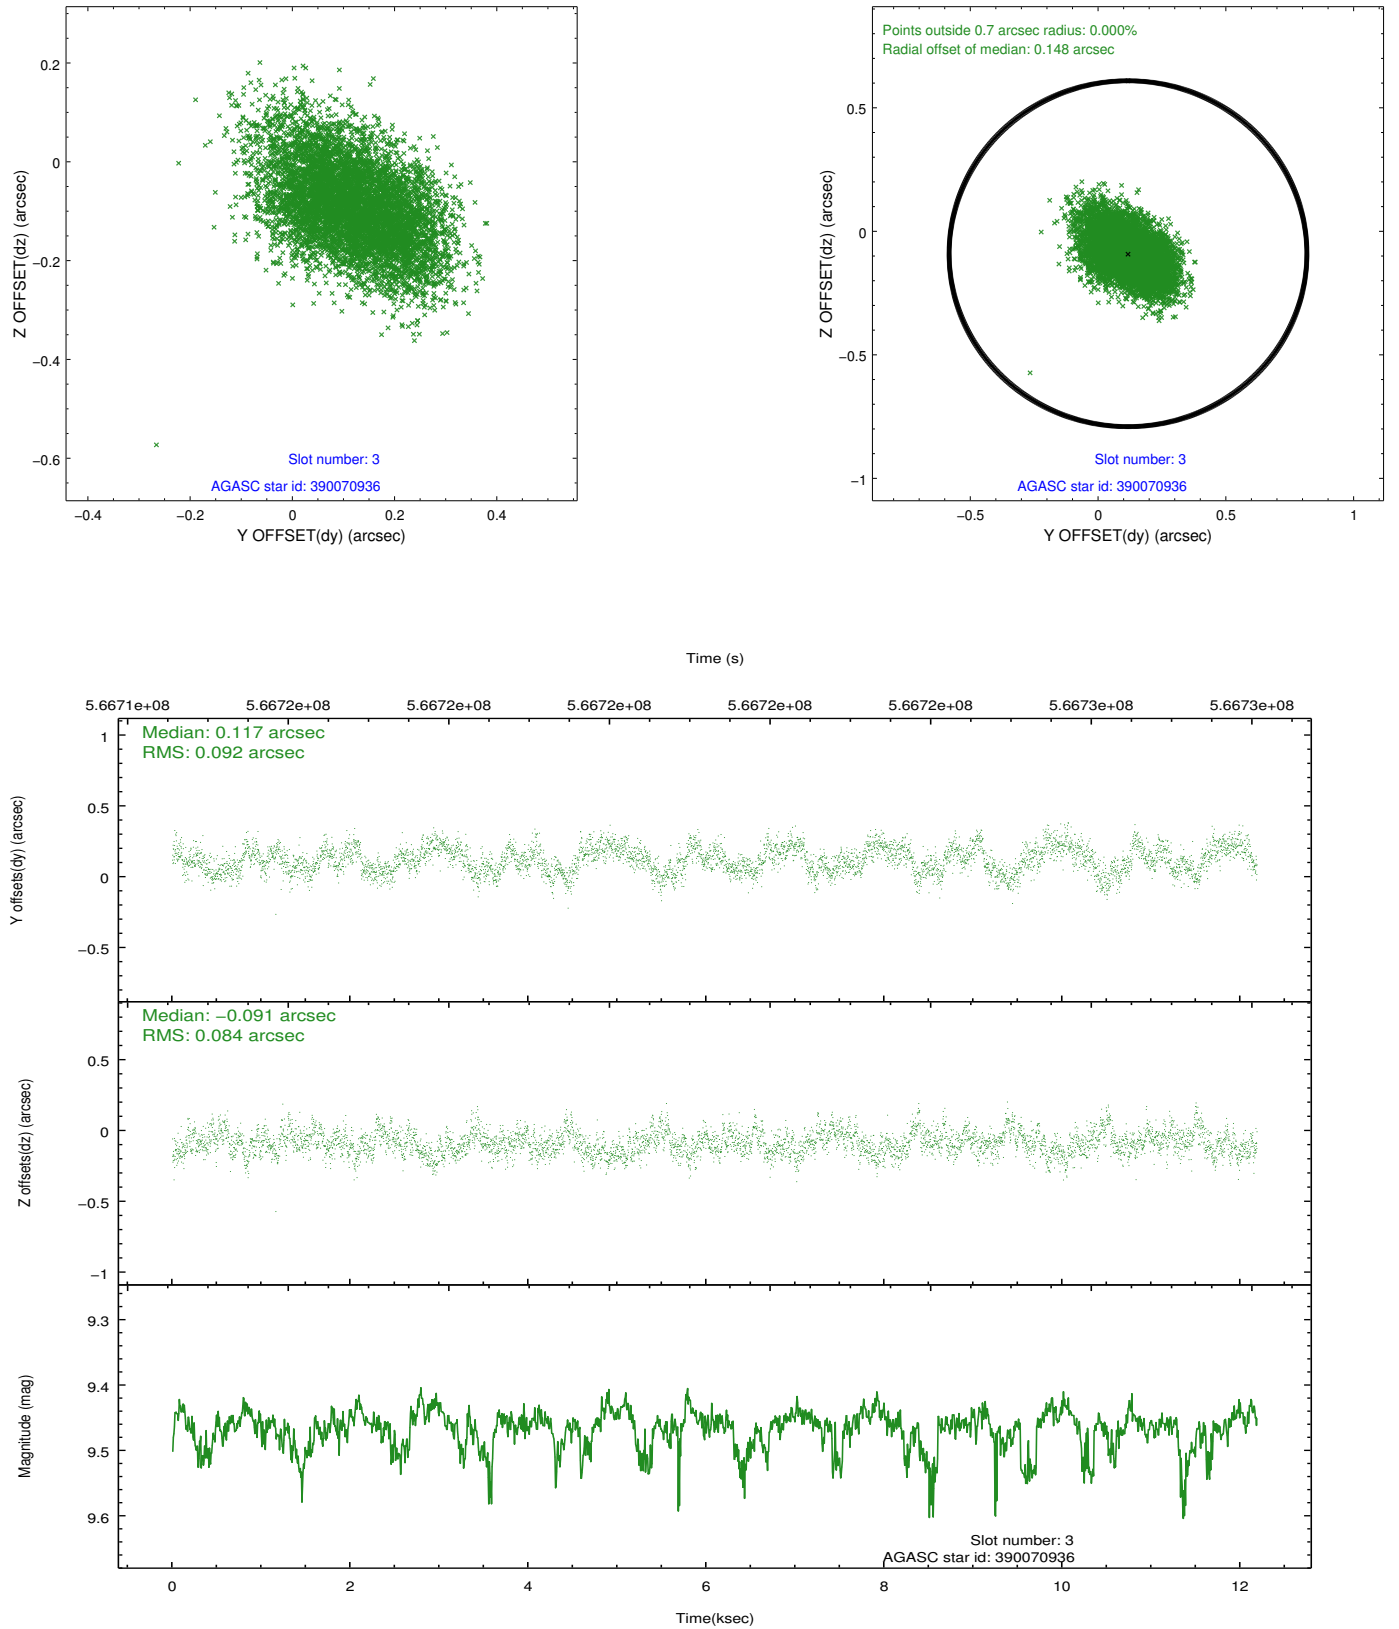 0.2
0
−0.2
−0.4
−0.6
Z OFFSET(dz) (arcsec)
Slot number: 3
AGASC star id: 390070936
−0.4
−0.2
0
0.2
0.4
Y OFFSET(dy) (arcsec)
Points outside 0.7 arcsec radius: 0.000%
Radial offset of median: 0.148 arcsec
0.5
0
−0.5
−1
Z OFFSET(dz) (arcsec)
Slot number: 3
AGASC star id: 390070936
−0.5
0
0.5
1
Y OFFSET(dy) (arcsec)
Time (s)
5.6671e+08
5.6672e+08
5.6672e+08
5.6672e+08
5.6672e+08
5.6672e+08
5.6673e+08
5.6673e+08
Median: 0.117 arcsec
RMS: 0.092 arcsec
1
0.5
0
−0.5
Y offsets(dy) (arcsec)
Median: −0.091 arcsec
RMS: 0.084 arcsec
0.5
0
−0.5
−1
Z offsets(dz) (arcsec)
9.3
9.4
9.5
9.6
Magnitude (mag)
Slot number: 3
AGASC star id: 390070936
0
2
4
6
8
10
12
Time(ksec)